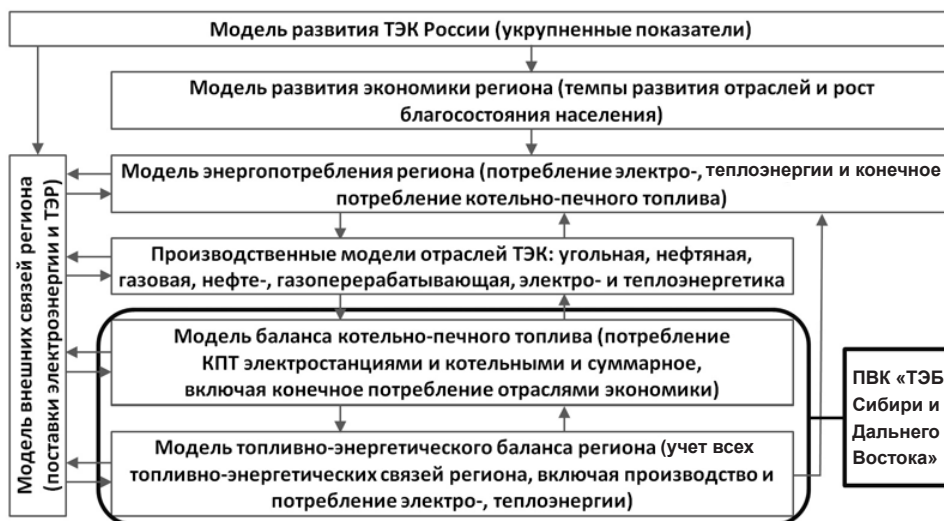 Модель развития ТЭК России (укрупненные показатели)
Модель развития экономики региона (темпы развития отраслей и рост
благосостояния населения)
Модель внешних связей региона
(поставки электроэнергии и ТЭР)
Модель энергопотребления региона (потребление электро-, теплоэнергии и конечное
потребление котельно-печного топлива)
Производственные модели отраслей ТЭК: угольная, нефтяная,
газовая, нефте-, газоперерабатывающая, электро- и теплоэнергетика
Модель баланса котельно-печного топлива (потребление
КПТ электростанциями и котельными и суммарное,
включая конечное потребление отраслями экономики)
Модель топливно-энергетического баланса региона (учет всех
топливно-энергетических связей региона, включая производство и
потребление электро-, теплоэнергии)
ПВК «ТЭБ
Сибири и
Дальнего
Востока»